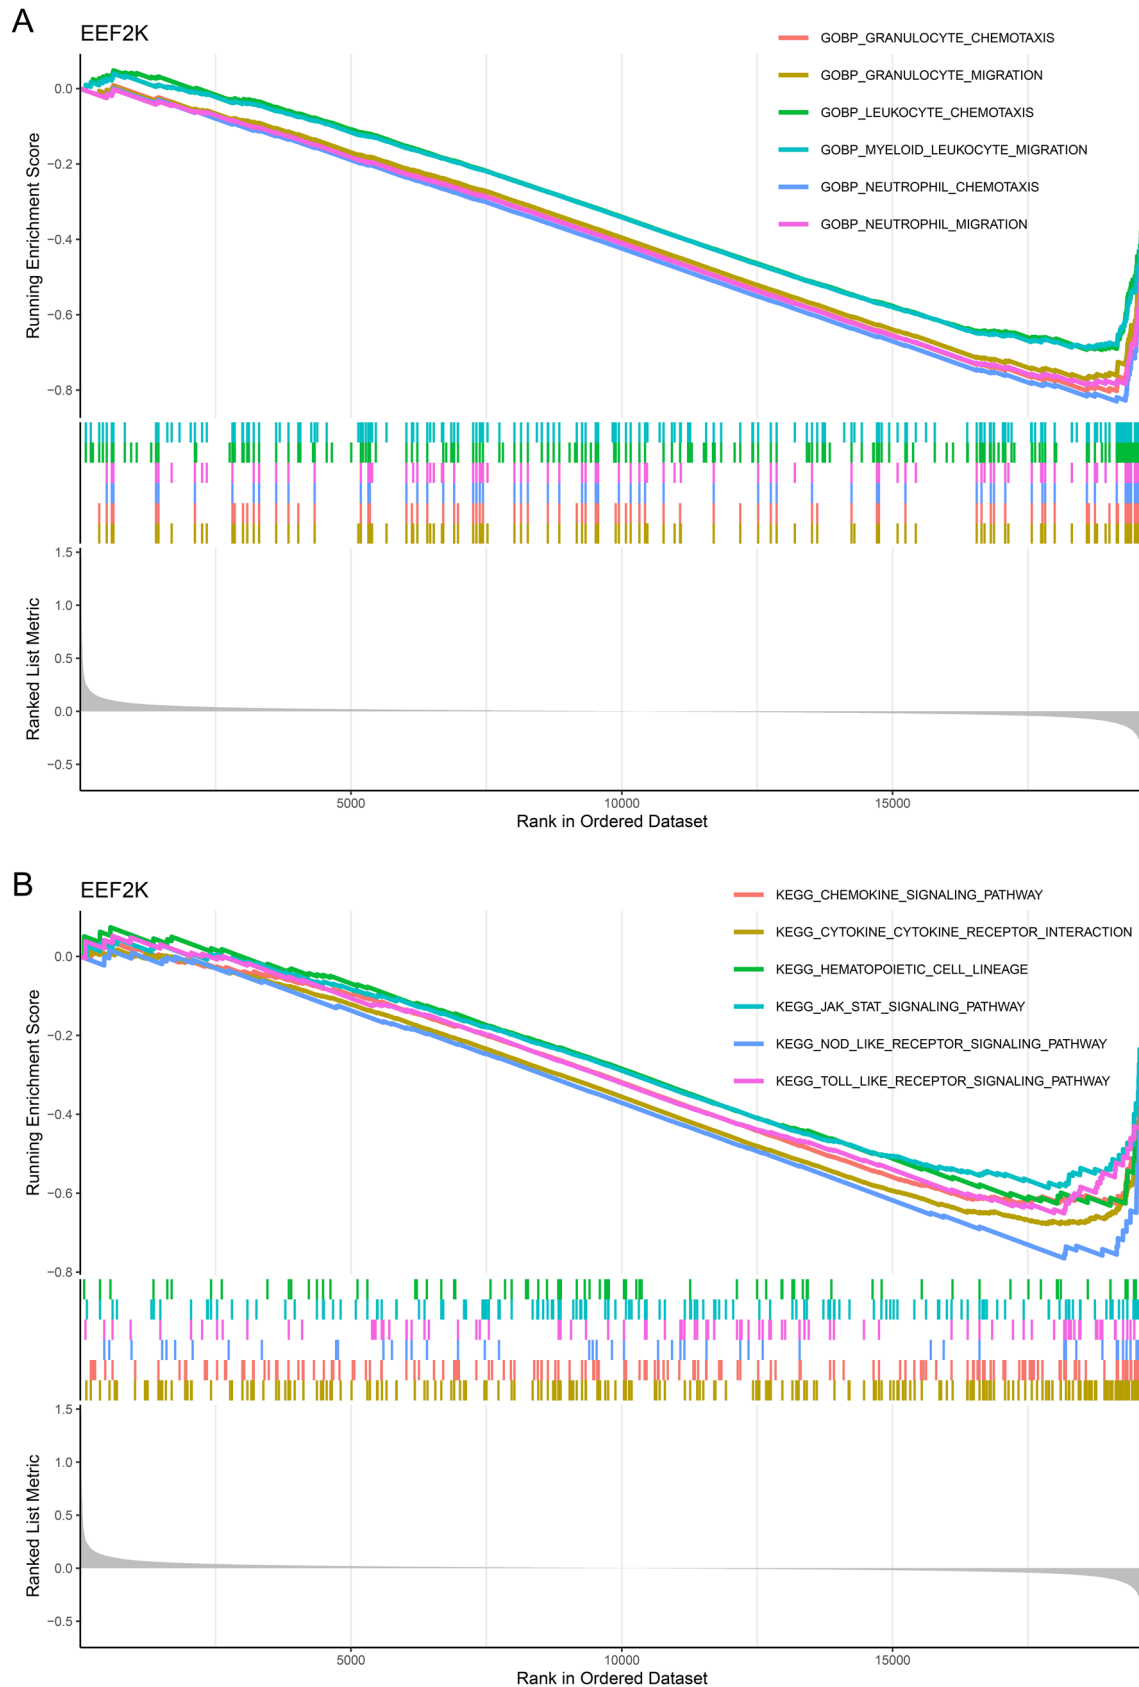 A
EEF2K
GOBP_GRANULOCYTE_CHEMOTAXIS
GOBP_GRANULOCYTE_MIGRATION
GOBP_LEUKOCYTE_CHEMOTAXIS
GOBP_MYELOID_LEUKOCYTE_MIGRATION
GOBP_NEUTROPHIL_CHEMOTAXIS
GOBP_NEUTROPHIL_MIGRATION
Running Enrichment Score
0.0
−0.2
−0.4
−0.6
−0.8
Ranked List Metric
1.5
1.0
0.5
0.0
−0.5
5000
10000
15000
Rank in Ordered Dataset
B
EEF2K
KEGG_CHEMOKINE_SIGNALING_PATHWAY
KEGG_CYTOKINE_CYTOKINE_RECEPTOR_INTERACTION
KEGG_HEMATOPOIETIC_CELL_LINEAGE
KEGG_JAK_STAT_SIGNALING_PATHWAY
KEGG_NOD_LIKE_RECEPTOR_SIGNALING_PATHWAY
KEGG_TOLL_LIKE_RECEPTOR_SIGNALING_PATHWAY
Running Enrichment Score
0.0
−0.2
−0.4
−0.6
−0.8
Ranked List Metric
1.5
1.0
0.5
0.0
−0.5
5000
10000
15000
Rank in Ordered Dataset